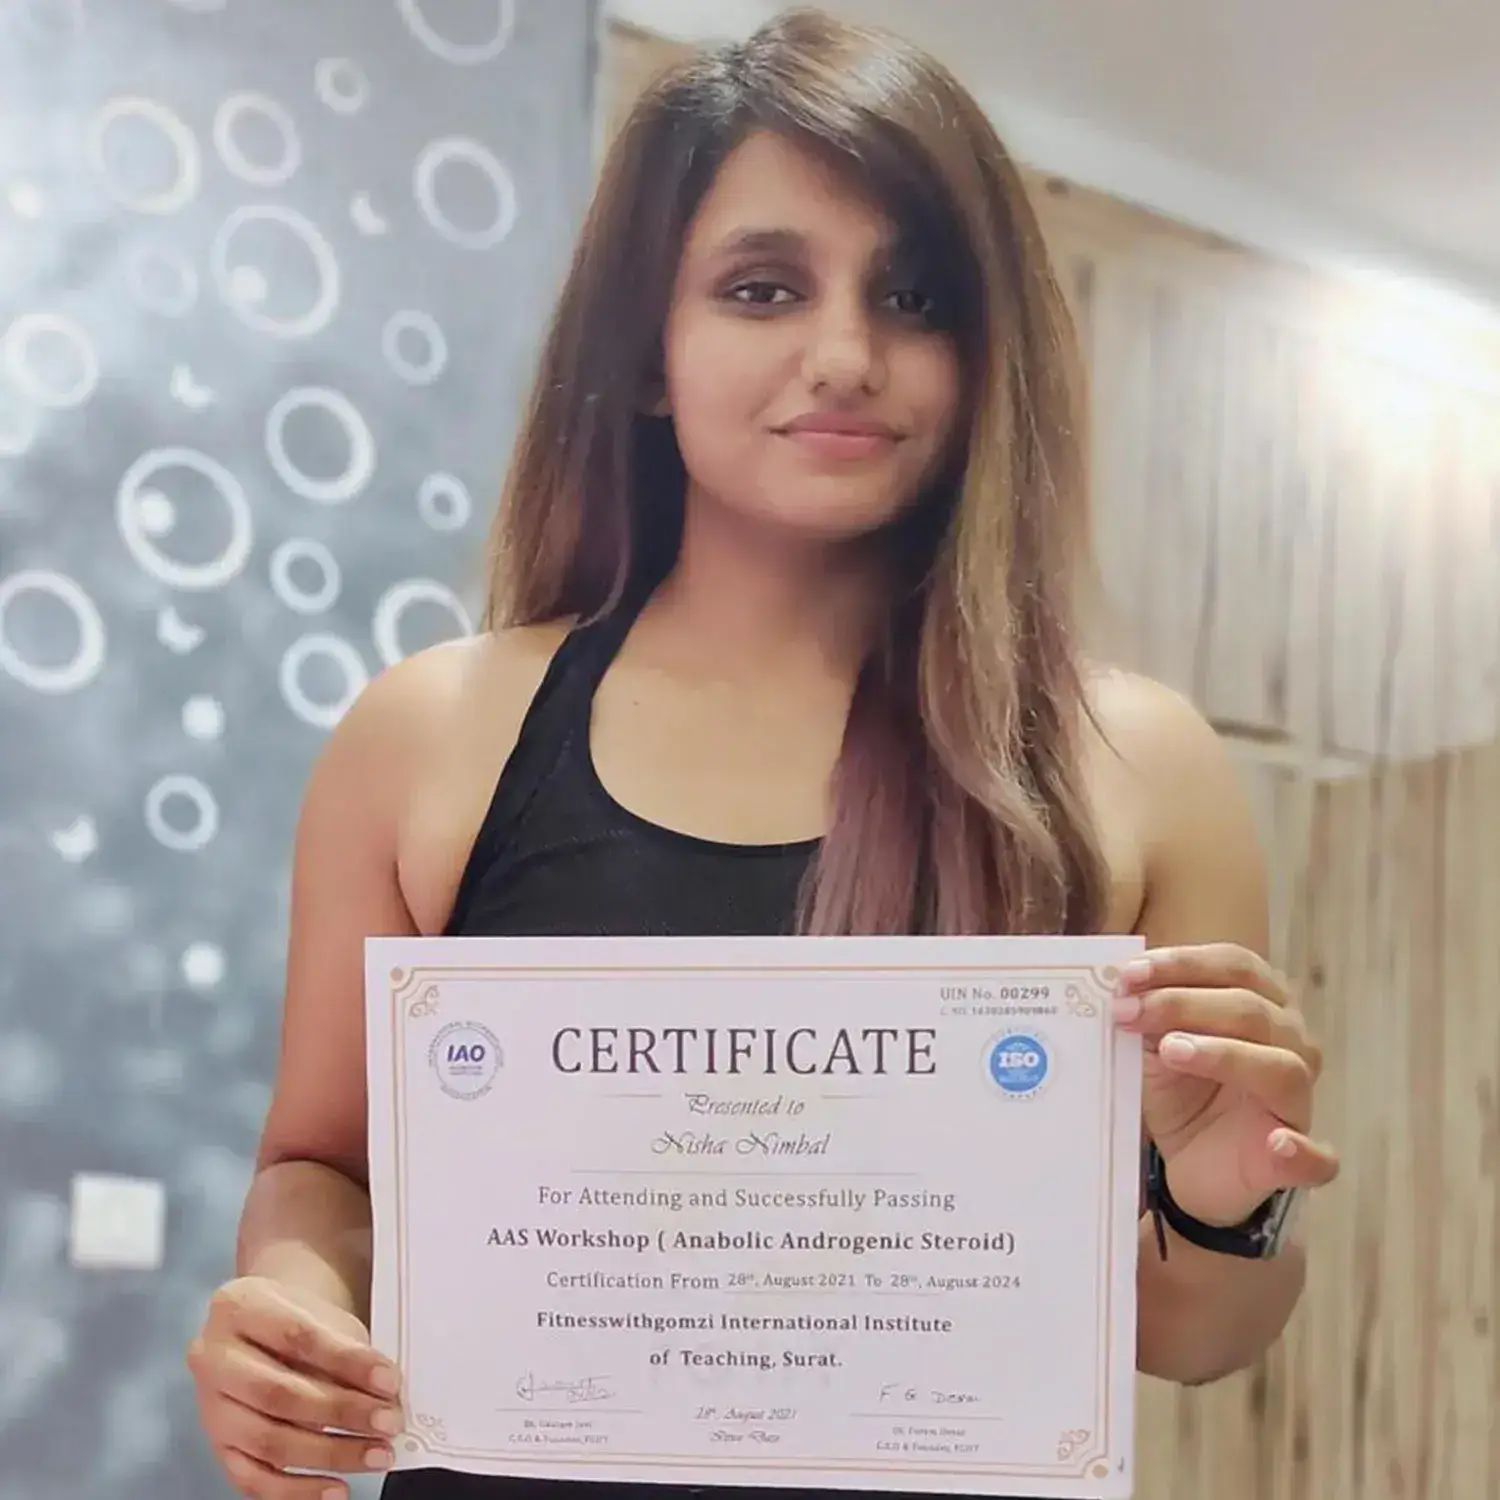 UIN No. 00299
IAO
CERTIFICATE
ISO
Presented to
Nisha Nimbal
For Attending and Successfully Passing
AAS Workshop ( Anabolic Androgenic Steroid)
Certification From 28th, August 2021 To 28th, August 2024
Fitnesswithgomzi International Institute
of Teaching, Surat.
28th, August 2021
Issue Date